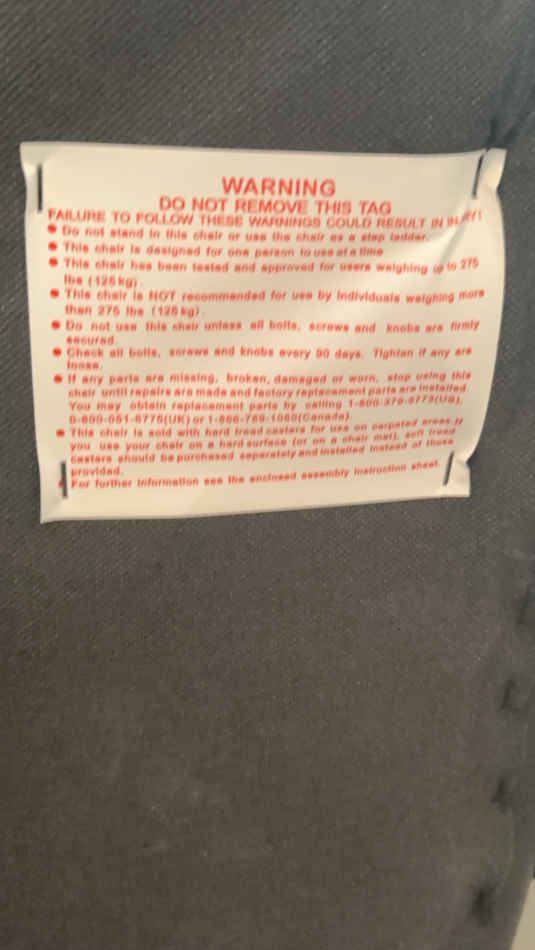 WARNING
DO NOT REMOVE THIS TAG
FAILURE TO FOLLOW THESE WARNINGS COULD RESULT IN INJURY!
● Do not stand in this chair or use the chair as a step ladder.
● This chair is designed for one person to use at a time
● This chair has been tested and approved for users weighing up to 275
lbs (125kg).
● This chair is NOT recommended for use by individuals weighing more
than 275 lbs (125kg).
● Do not use this chair unless all bolts, screws and knobs are firmly
secured.
● Check all bolts, screws and knobs every 90 days. Tighten if any are
loose.
● If any parts are missing, broken, damaged or worn, stop using this
chair until repairs are made and factory replacement parts are installed.
You may obtain replacement parts by calling (US),
(UK) or (Canada).
● This chair is sold with hard tread casters for use on carpeted areas. If
you use your chair on a hard surface (or on a chair mat), soft tread
casters should be purchased separately and installed instead of those
provided.
● For further information see the enclosed assembly instruction sheet.